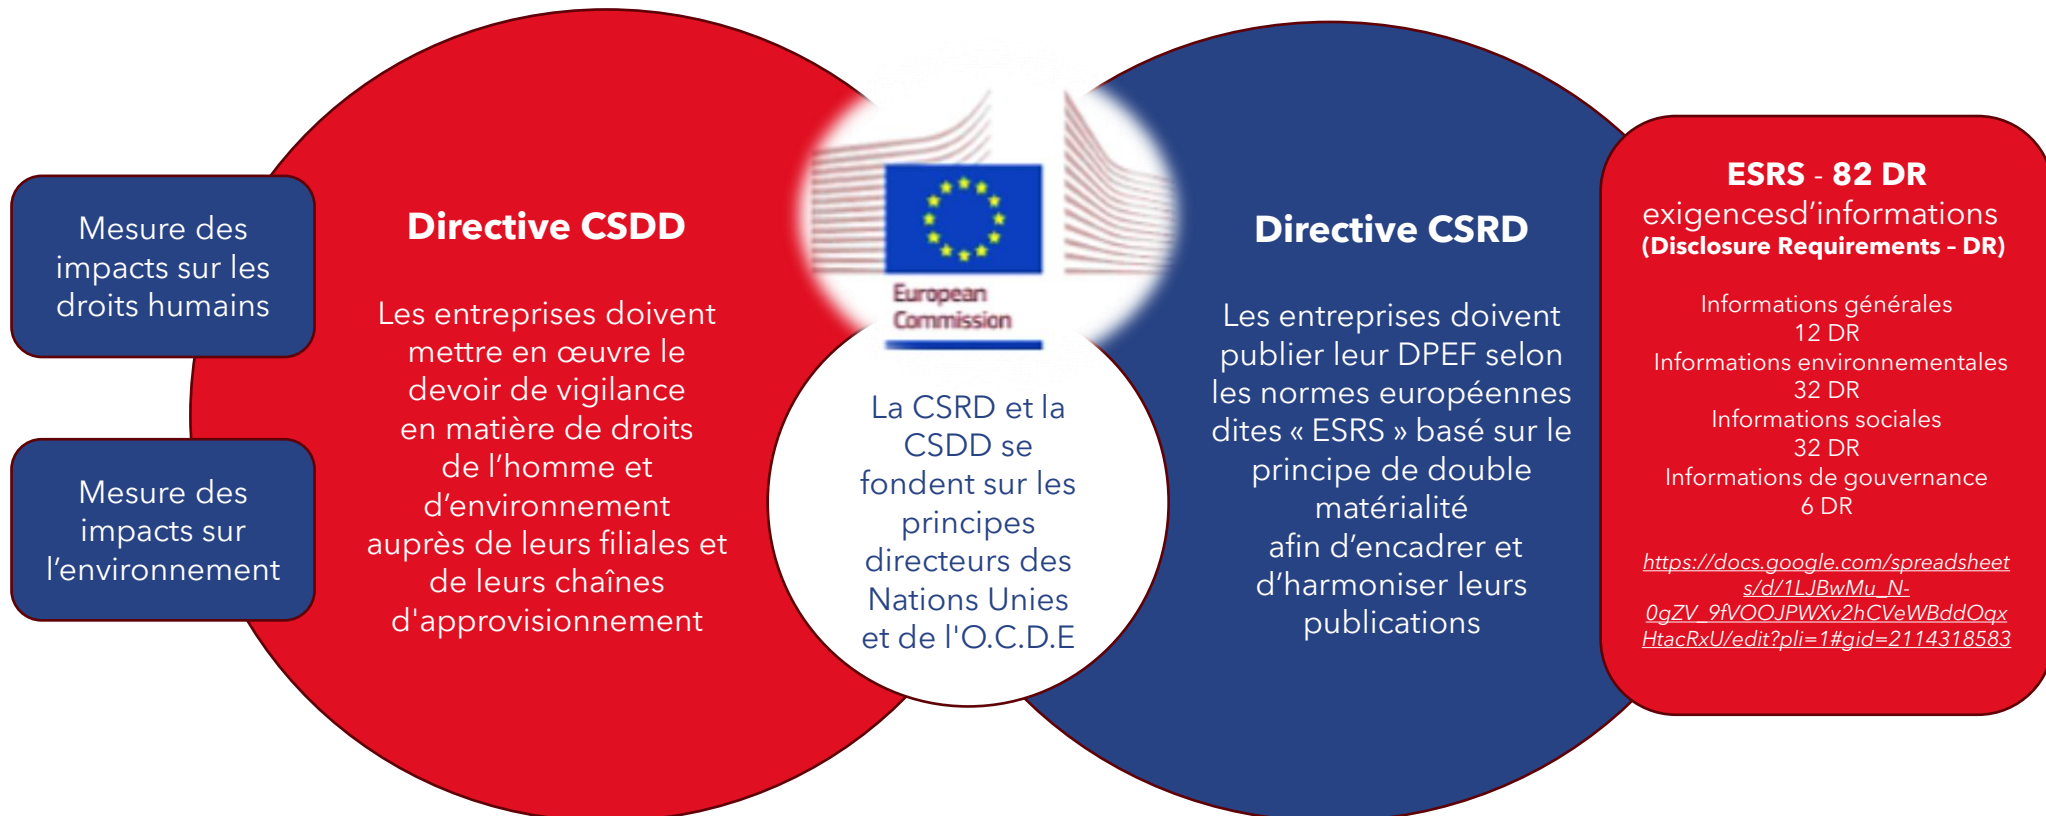 Mesure des
impacts sur les
droits humains
Mesure des
impacts sur
l’environnement
Directive CSDD
Les entreprises doivent
mettre en œuvre le
devoir de vigilance
en matière de droits
de l’homme et
d’environnement
auprès de leurs filiales et
de leurs chaînes
d'approvisionnement
European
Commission
La CSRD et la
CSDD se
fondent sur les
principes
directeurs des
Nations Unies
et de l'O.C.D.E
Directive CSRD
Les entreprises doivent
publier leur DPEF selon
les normes européennes
dites « ESRS » basé sur le
principe de double
matérialité
afin d’encadrer et
d’harmoniser leurs
publications
ESRS - 82 DR
exigencesd’informations
(Disclosure Requirements – DR)
Informations générales
12 DR
Informations environnementales
32 DR
Informations sociales
32 DR
Informations de gouvernance
6 DR
https://docs.google.com/spreadsheet
s/d/1LJBwMu_N-
0gZV_9fVOOJPWXv2hCVeWBddOqx
HtacRxU/edit?pli=1#gid=2114318583